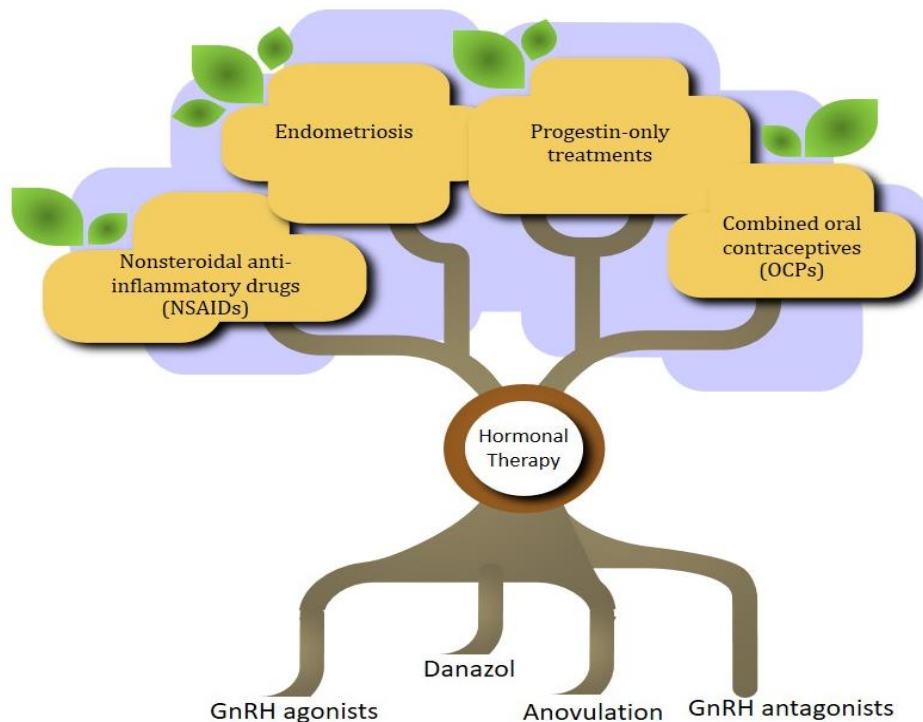 Endometriosis
Progestin-only
treatments
Nonsteroidal anti-
inflammatory drugs
(NSAIDs)
Combined oral
contraceptives
(OCPs)
Hormonal
Therapy
GnRH agonists
Danazol
Anovulation
GnRH antagonists